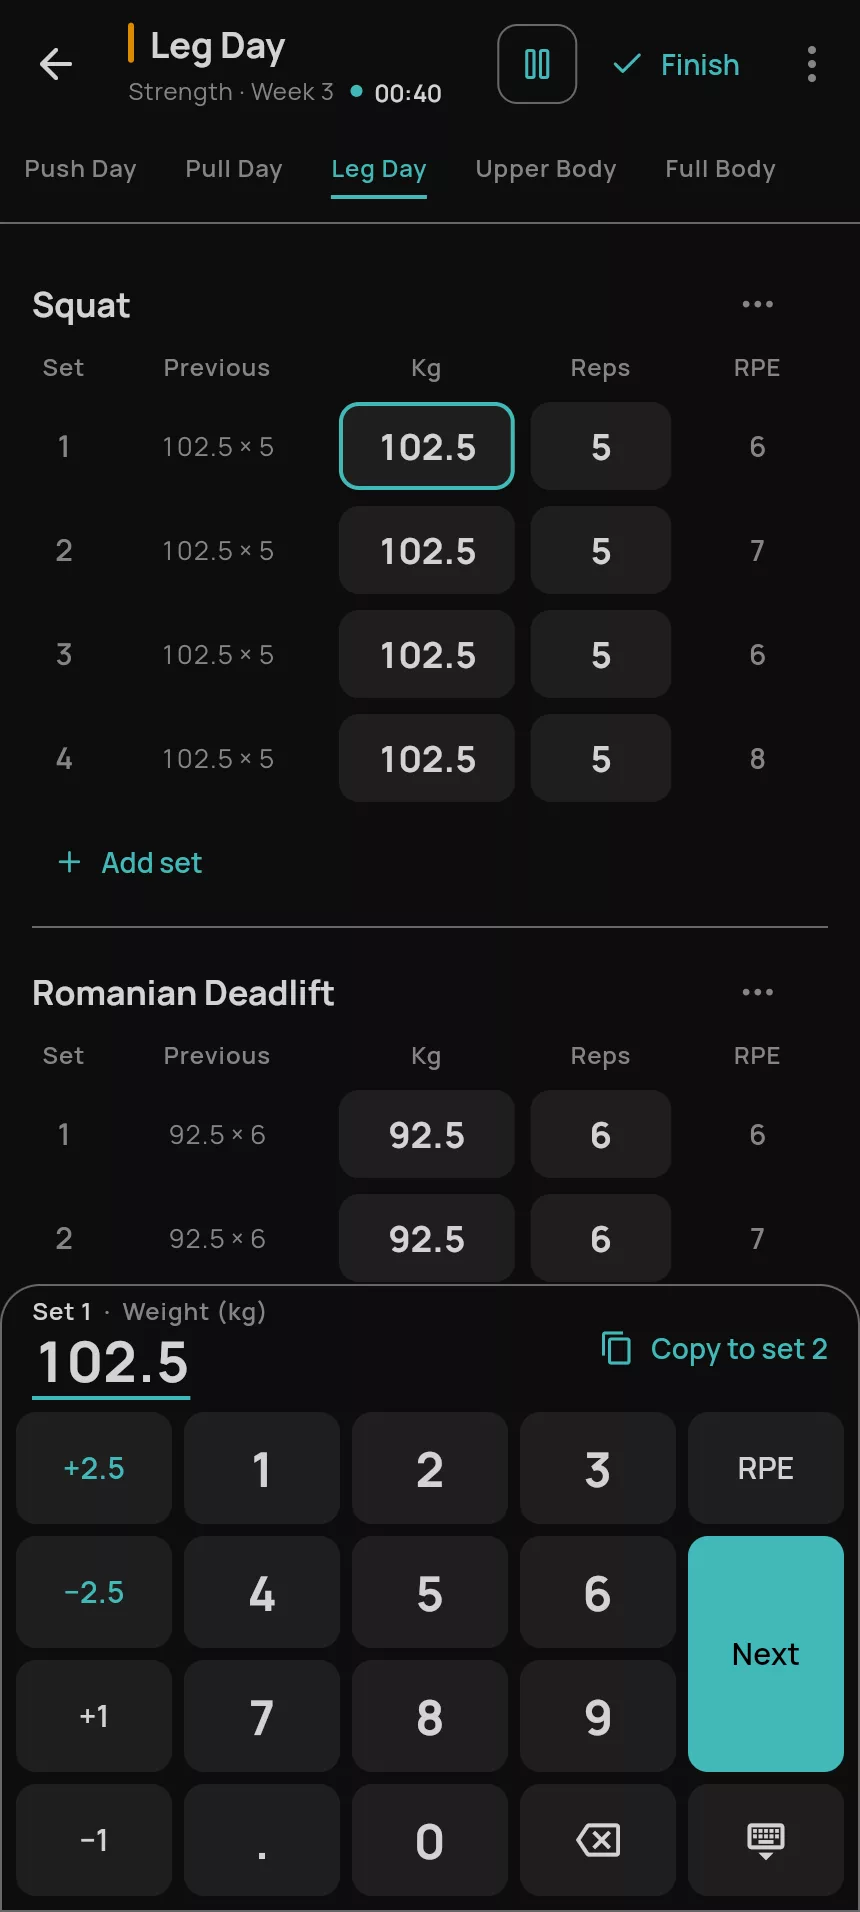 Leg Day
Strength · Week 3 • 00:40
Finish
Push Day Pull Day Leg Day Upper Body Full Body
Squat
Set Previous Kg Reps RPE
1 102.5 × 5 102.5 5 6
2 102.5 × 5 102.5 5 7
3 102.5 × 5 102.5 5 6
4 102.5 × 5 102.5 5 8
+ Add set
Romanian Deadlift
Set Previous Kg Reps RPE
1 92.5 × 6 92.5 6 6
2 92.5 × 6 92.5 6 7
Set 1 · Weight (kg)
102.5
Copy to set 2
+2.5 1 2 3 RPE
−2.5 4 5 6
Next
+1 7 8 9
−1 . 0